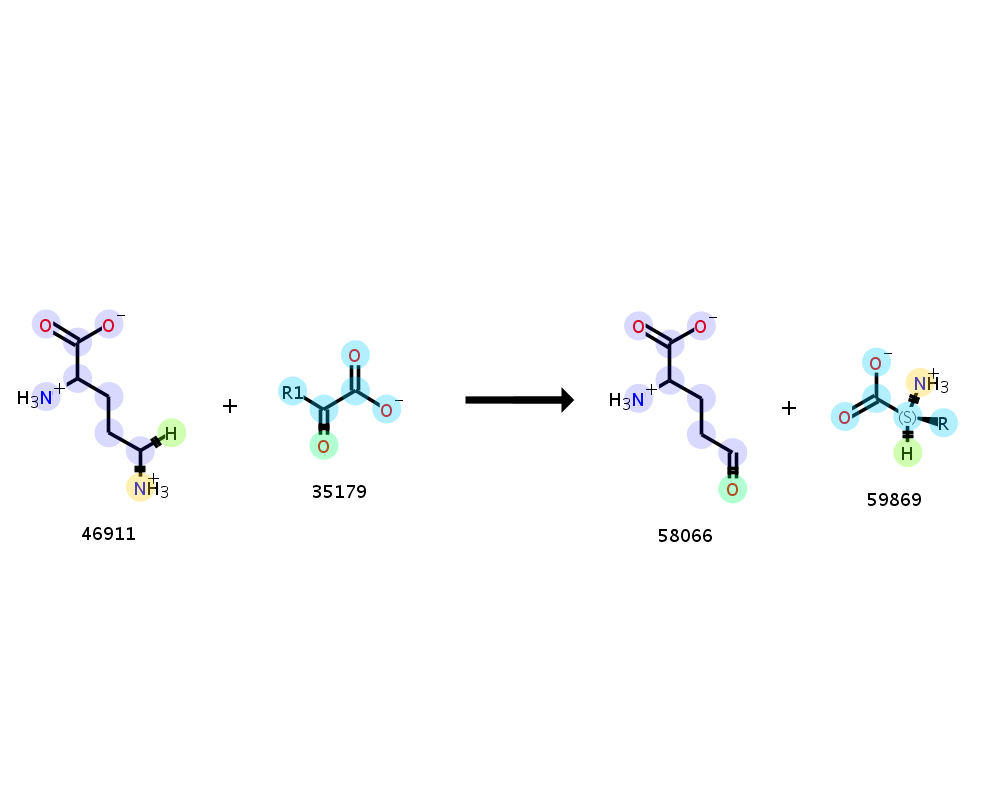 O O−
H3N+
H
NH3+
46911
+
R1
O
O−
O
35179
O O−
H3N+
O
58066
+
O−
O
(S)
NH3+
R
H
59869